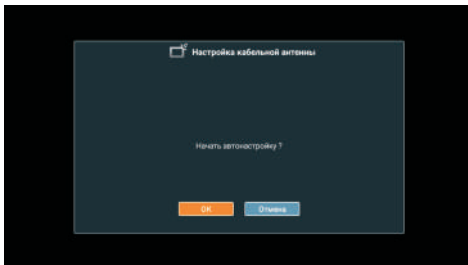 Настройка кабельной антенны
Начать автонастройку ?
OK
Отмена